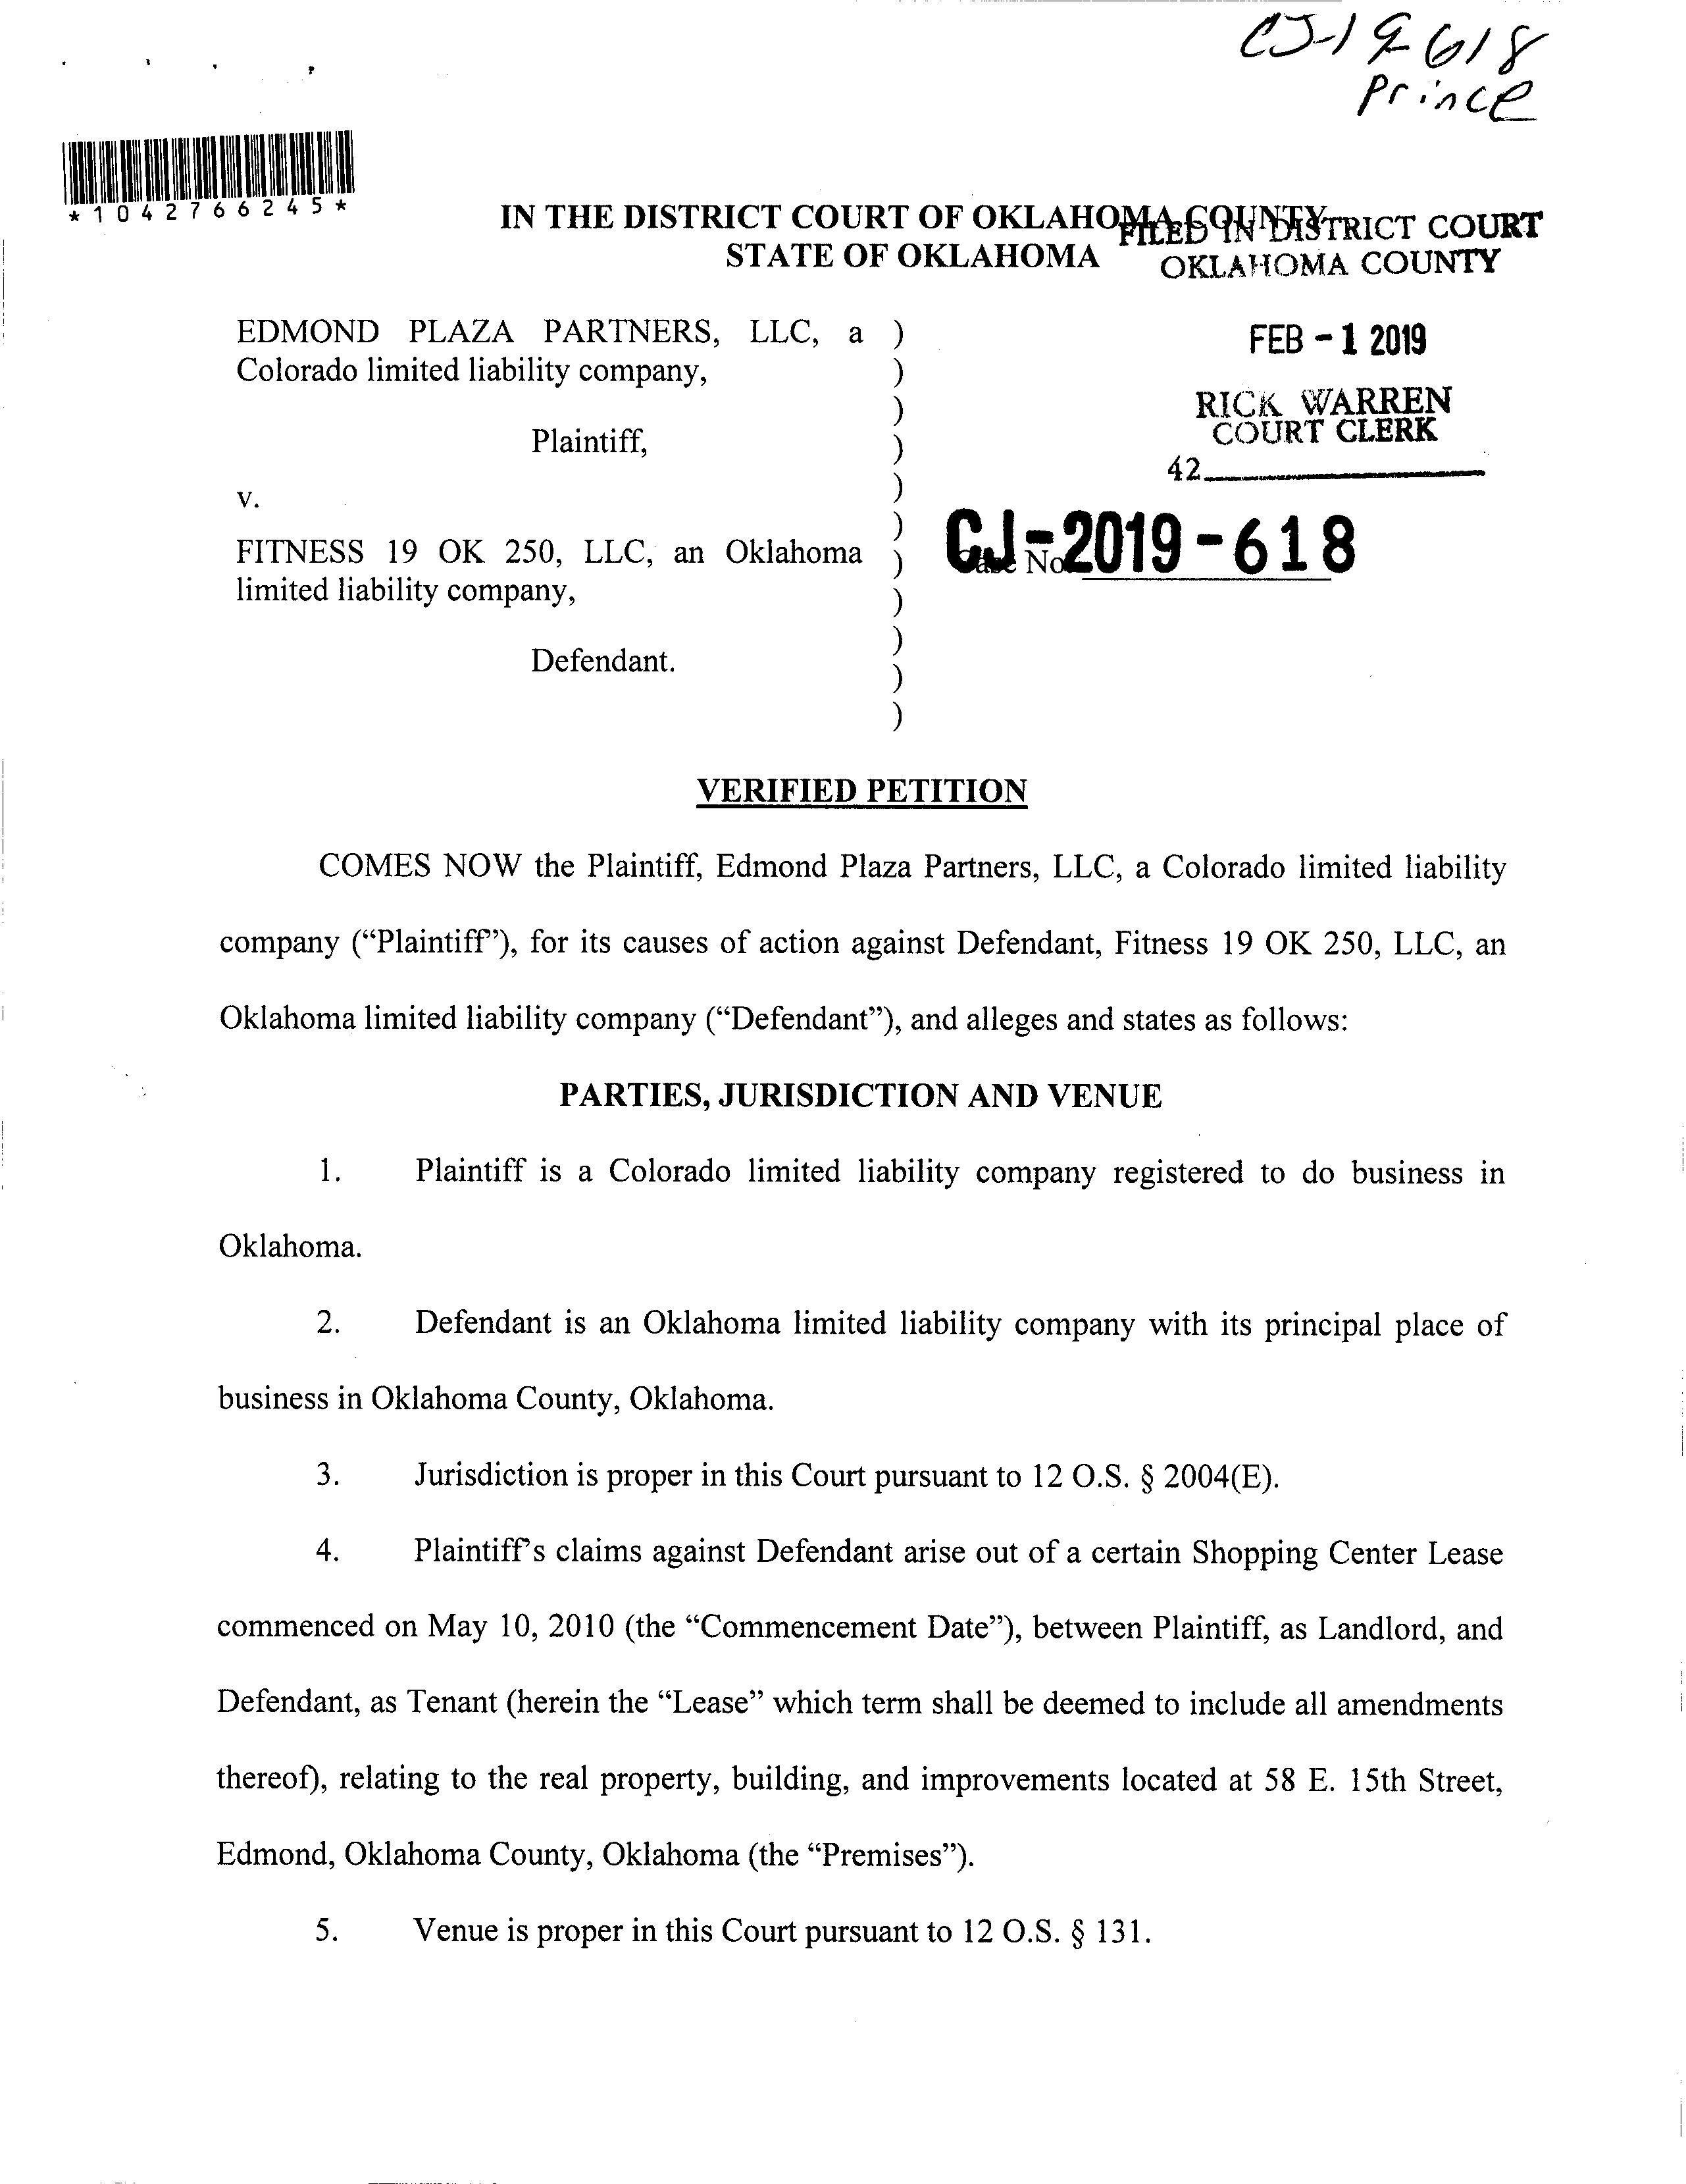 CJ-19 618
Prince
*1042766245*
IN THE DISTRICT COURT OF OKLAHOMA COUNTY
STATE OF OKLAHOMA
FILED IN DISTRICT COURT
OKLAHOMA COUNTY
FEB - 1 2019
RICK WARREN
COURT CLERK
42
EDMOND PLAZA PARTNERS, LLC, a )
Colorado limited liability company, )
)
Plaintiff, )
)
v.
)
FITNESS 19 OK 250, LLC, an Oklahoma )
limited liability company, )
)
Defendant.
)
)
Case No.
CJ-2019-618
VERIFIED PETITION
COMES NOW the Plaintiff, Edmond Plaza Partners, LLC, a Colorado limited liability
company (“Plaintiff”), for its causes of action against Defendant, Fitness 19 OK 250, LLC, an
Oklahoma limited liability company (“Defendant”), and alleges and states as follows:
PARTIES, JURISDICTION AND VENUE
1. Plaintiff is a Colorado limited liability company registered to do business in
Oklahoma.
2. Defendant is an Oklahoma limited liability company with its principal place of
business in Oklahoma County, Oklahoma.
3. Jurisdiction is proper in this Court pursuant to 12 O.S. § 2004(E).
4. Plaintiff's claims against Defendant arise out of a certain Shopping Center Lease
commenced on May 10, 2010 (the “Commencement Date”), between Plaintiff, as Landlord, and
Defendant, as Tenant (herein the “Lease” which term shall be deemed to include all amendments
thereof), relating to the real property, building, and improvements located at 58 E. 15th Street,
Edmond, Oklahoma County, Oklahoma (the “Premises”).
5. Venue is proper in this Court pursuant to 12 O.S. § 131.